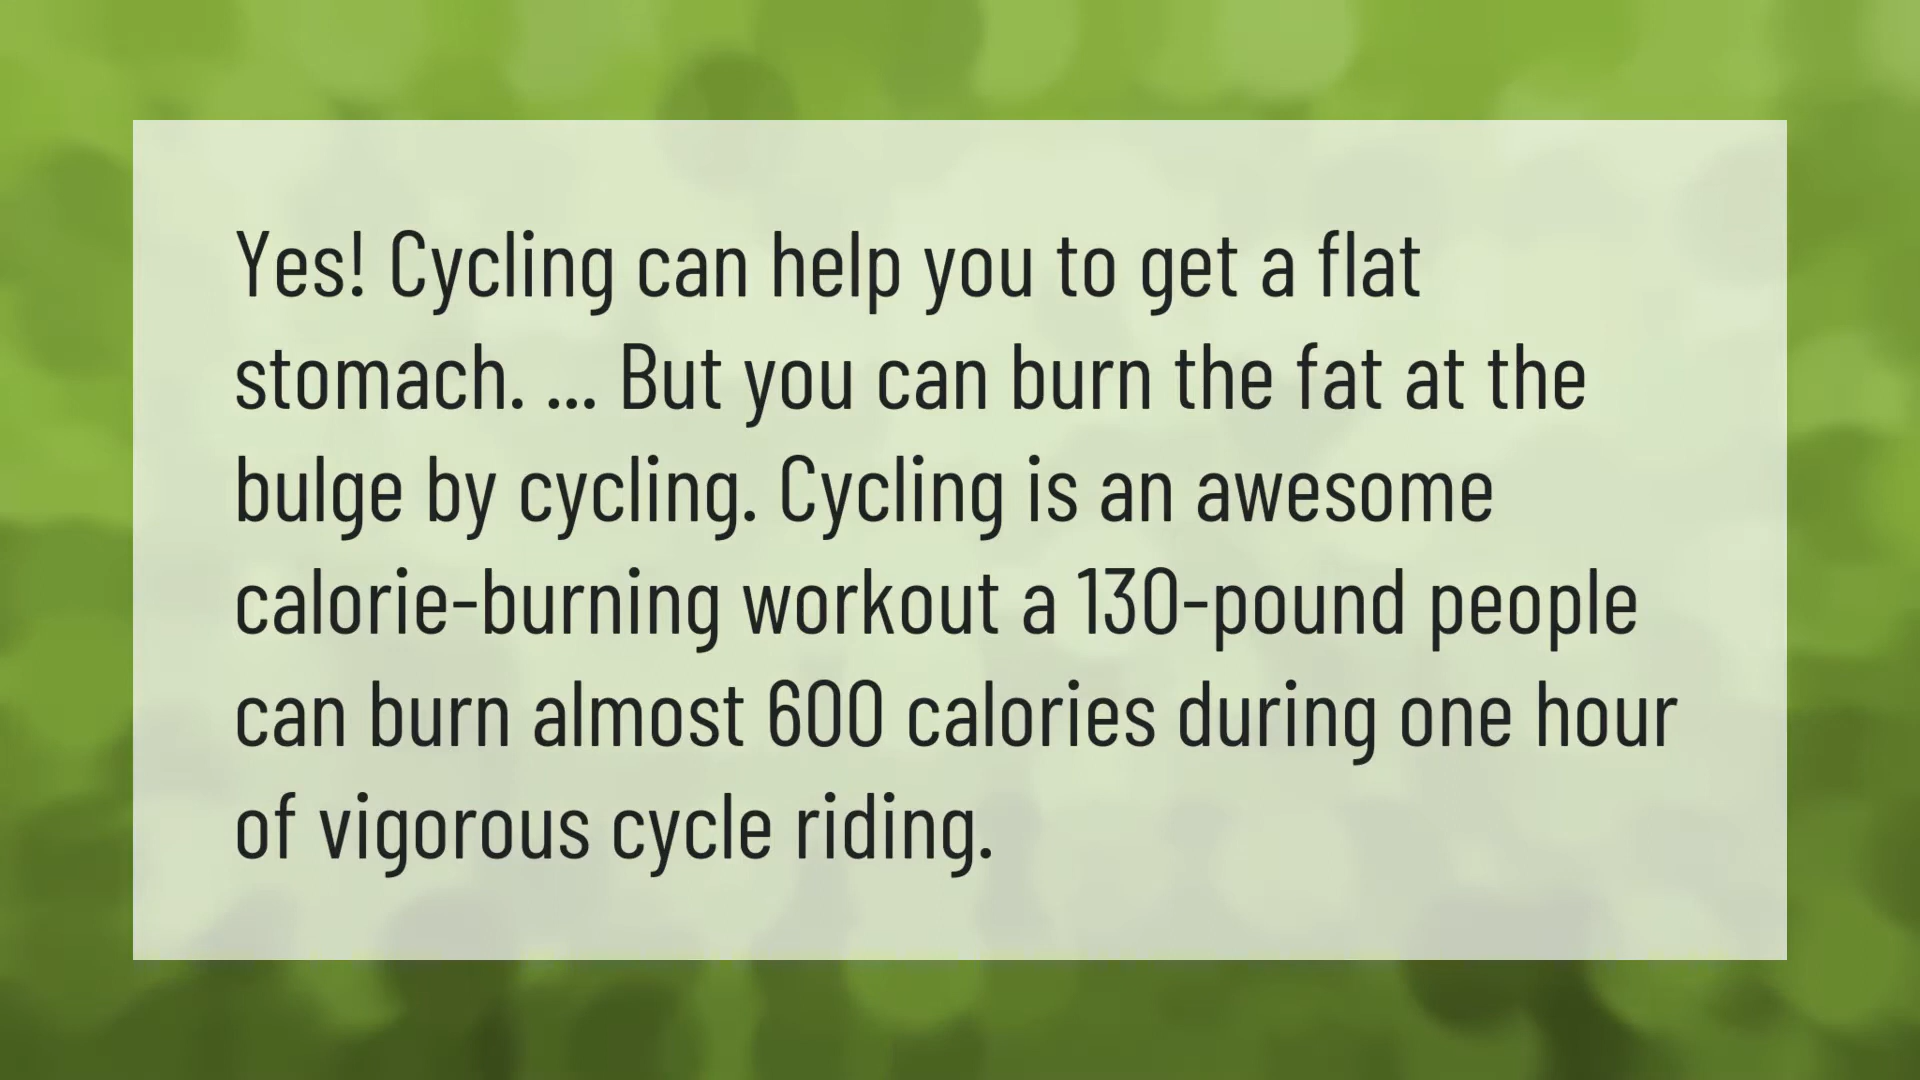 Yes! Cycling can help you to get a flat
stomach. ... But you can burn the fat at the
bulge by cycling. Cycling is an awesome
calorie-burning workout a 130-pound people
can burn almost 600 calories during one hour
of vigorous cycle riding.